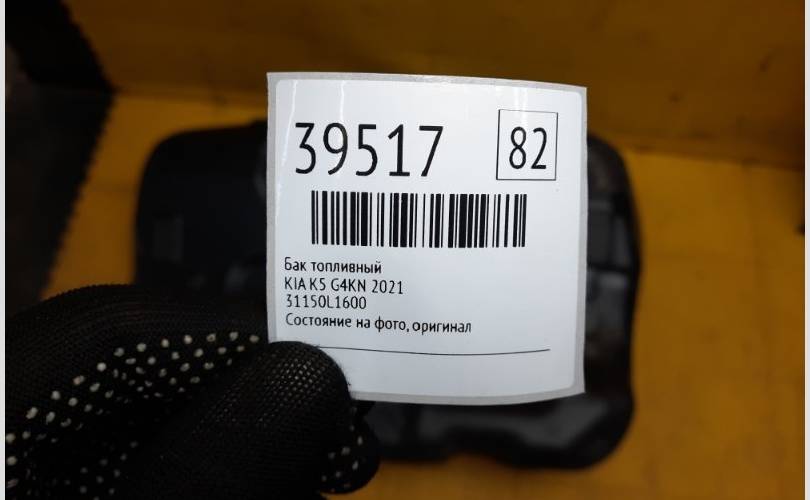 39517 82
Бак топливный
KIA K5 G4KN 2021
31150L1600
Состояние на фото, оригинал